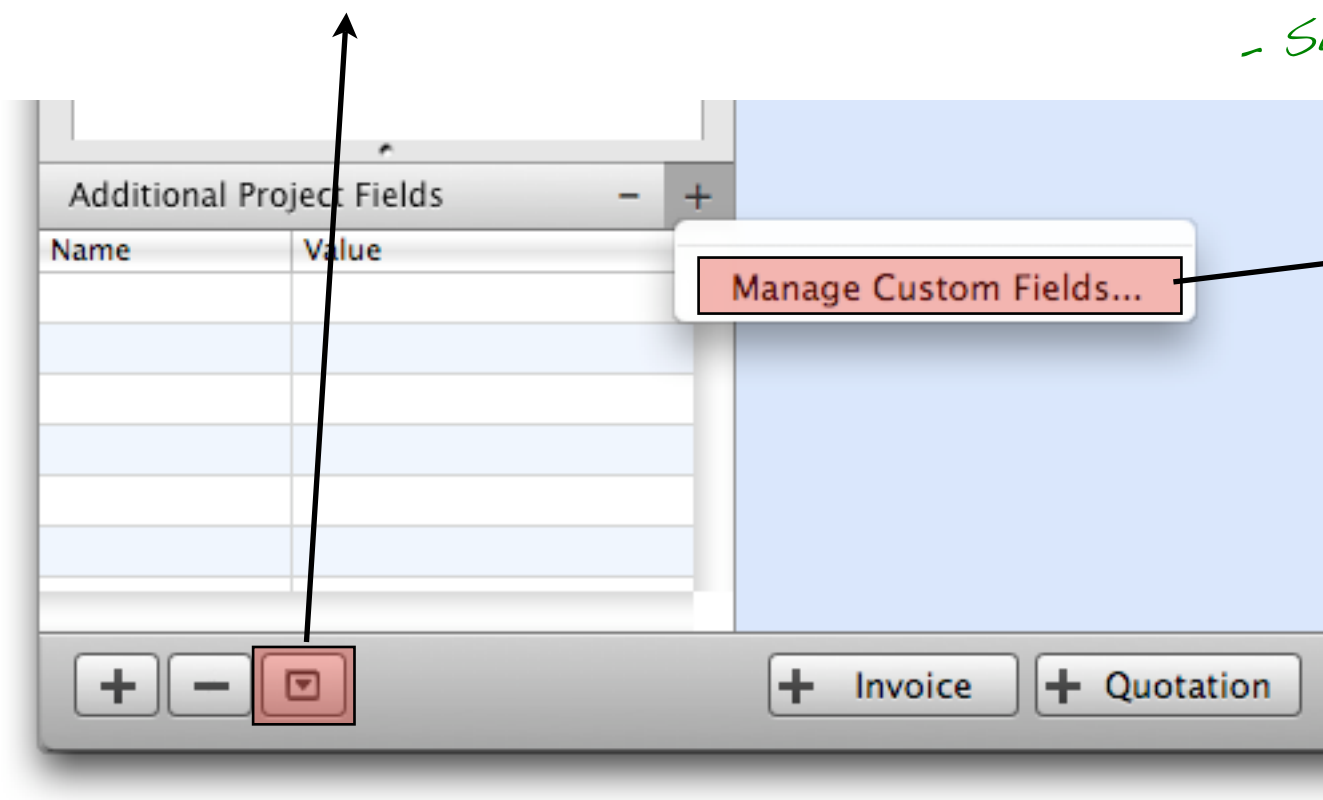 Additional Project Fields - +
Name Value
Manage Custom Fields...
+ - + Invoice + Quotation